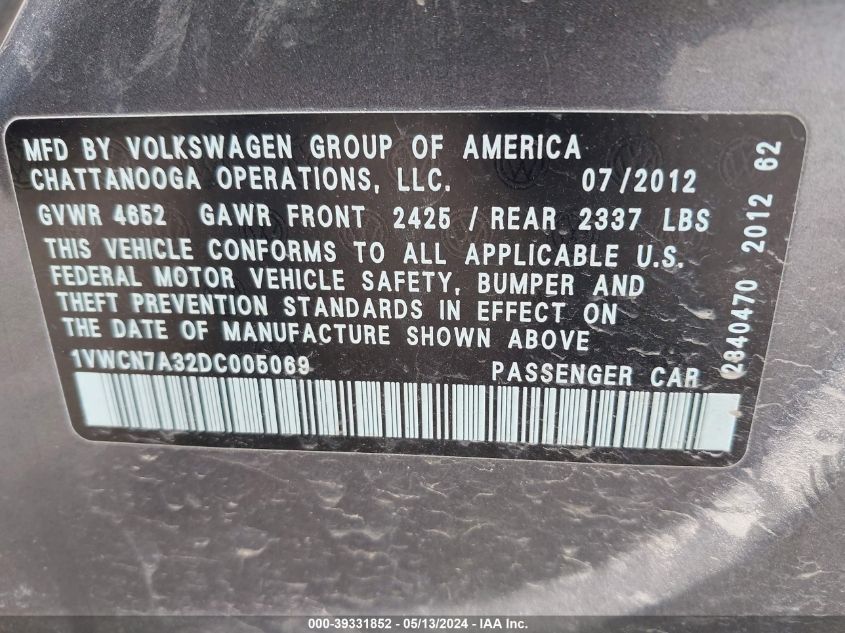 MFD BY VOLKSWAGEN GROUP OF AMERICA
CHATTANOOGA OPERATIONS, LLC. 07/2012
GVWR 4652 GAWR FRONT 2425 / REAR 2337 LBS
THIS VEHICLE CONFORMS TO ALL APPLICABLE U.S.
FEDERAL MOTOR VEHICLE SAFETY, BUMPER AND
THEFT PREVENTION STANDARDS IN EFFECT ON
THE DATE OF MANUFACTURE SHOWN ABOVE
1VWCN7A32DC005069 PASSENGER CAR
2840470 2012 62
000-39331852 - 05/13/2024 - IAA Inc.